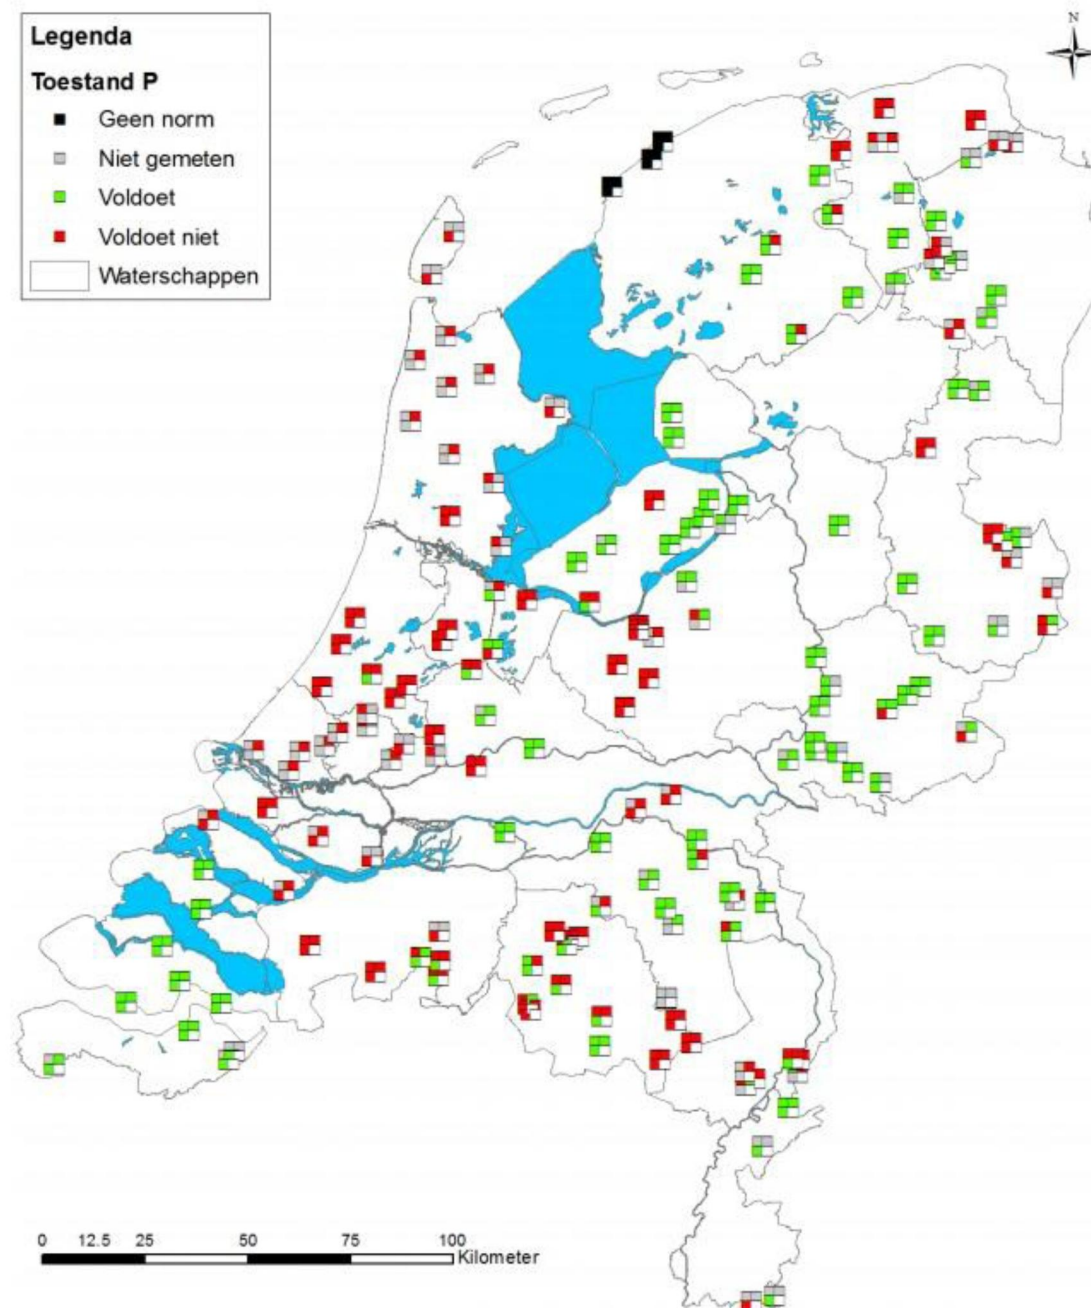 N
Legenda
Toestand P
Geen norm
Niet gemeten
Voldoet
Voldoet niet
Waterschappen
0 12.5 25 50 75 100
Kilometer